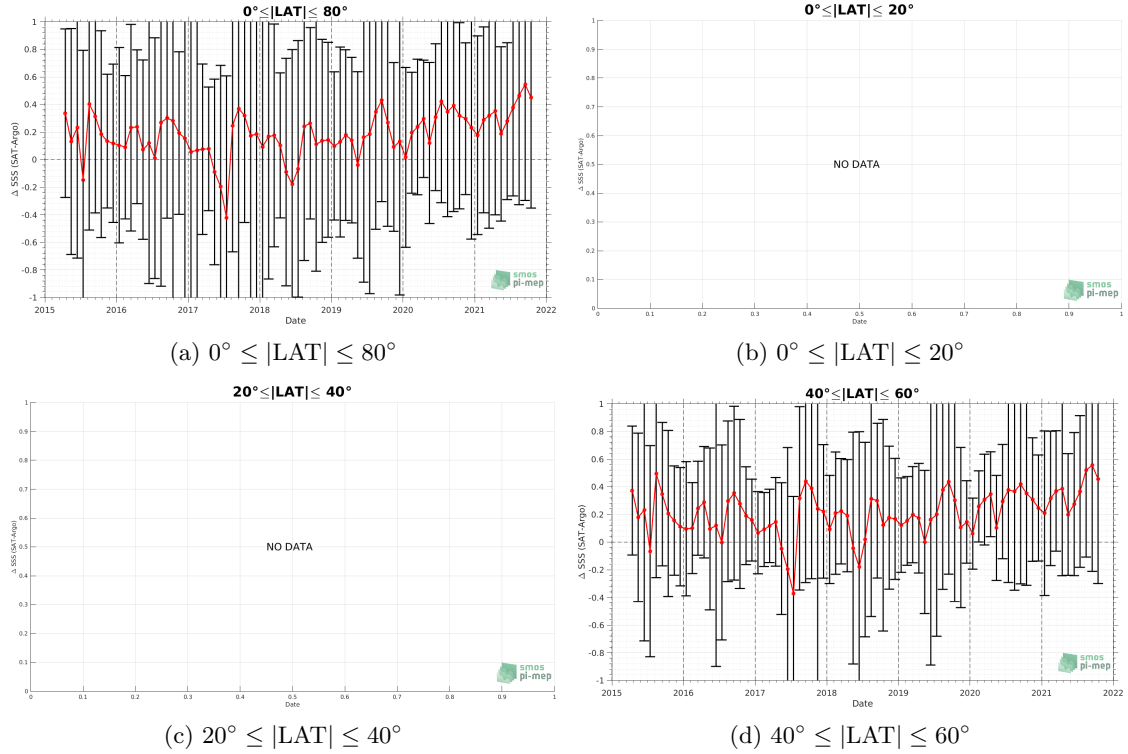 0°≤|LAT|≤ 80°
Δ SSS (SAT-Argo)
1
0.8
0.6
0.4
0.2
0
-0.2
-0.4
-0.6
-0.8
-1
2015 2016 2017 2018 2019 2020 2021 2022
Date
smos
pi-mep
(a) 0° ≤ |LAT| ≤ 80°
0°≤|LAT|≤ 20°
Δ SSS (SAT-Argo)
1
0.9
0.8
0.7
0.6
0.5
0.4
0.3
0.2
0.1
0
NO DATA
0.1 0.2 0.3 0.4 0.5 0.6 0.7 0.8 0.9 1
Date
smos
pi-mep
(b) 0° ≤ |LAT| ≤ 20°
20°≤|LAT|≤ 40°
Δ SSS (SAT-Argo)
1
0.9
0.8
0.7
0.6
0.5
0.4
0.3
0.2
0.1
0
NO DATA
0 0.1 0.2 0.3 0.4 0.5 0.6 0.7 0.8 0.9 1
Date
smos
pi-mep
(c) 20° ≤ |LAT| ≤ 40°
40°≤|LAT|≤ 60°
Δ SSS (SAT-Argo)
1
0.8
0.6
0.4
0.2
0
-0.2
-0.4
-0.6
-0.8
-1
2015 2016 2017 2018 2019 2020 2021 2022
Date
smos
pi-mep
(d) 40° ≤ |LAT| ≤ 60°